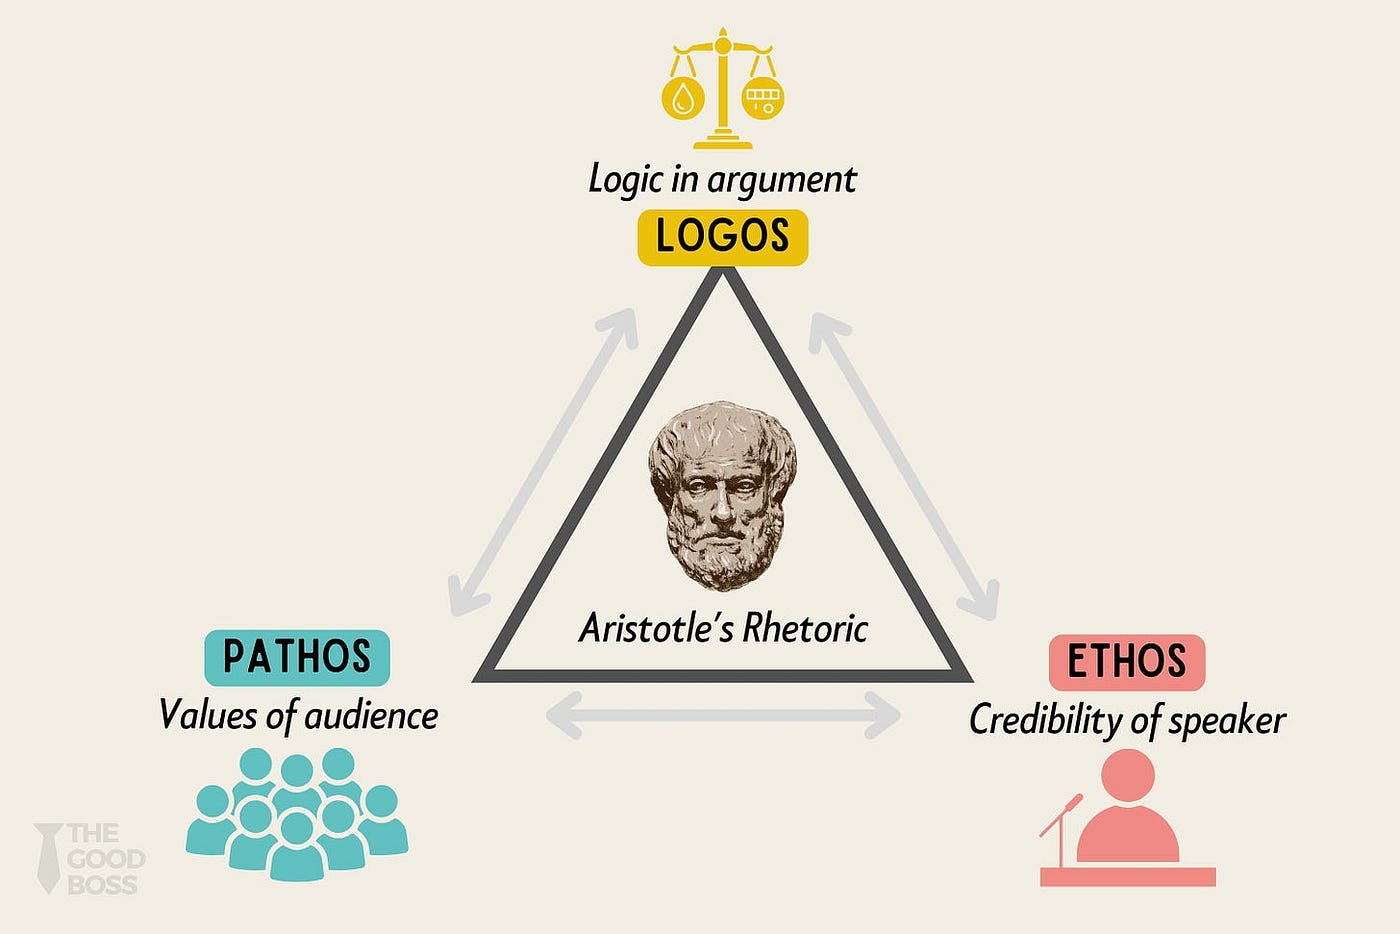 Logic in argument
LOGOS
Aristotle's Rhetoric
PATHOS
Values of audience
ETHOS
Credibility of speaker
THE
GOOD
BOSS